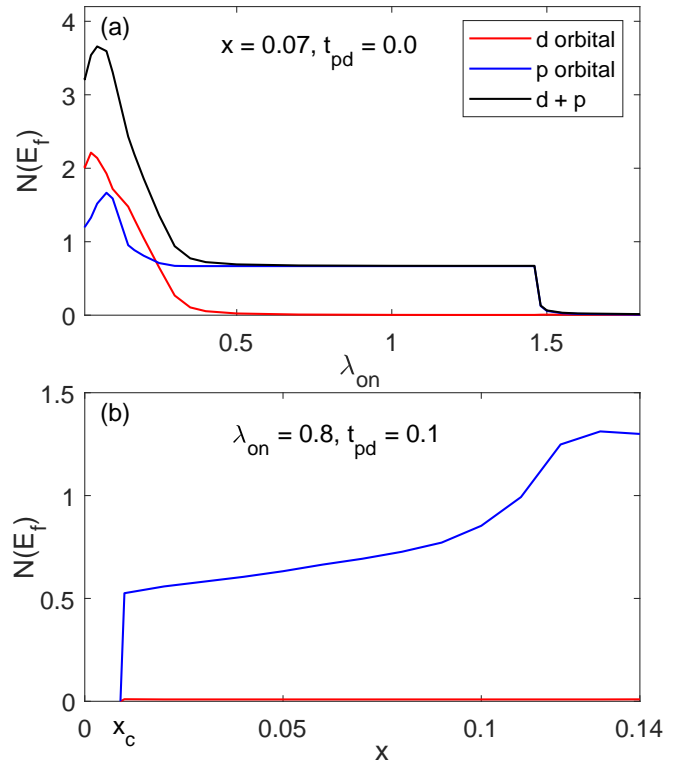 (a)
x = 0.07, t_pd = 0.0
d orbital
p orbital
d + p
N(E_f)
4
3
2
1
0
0.5
1
1.5
λ_on
(b)
λ_on = 0.8, t_pd = 0.1
N(E_f)
1.5
1
0.5
0
0
x_c
0.05
0.1
0.14
x